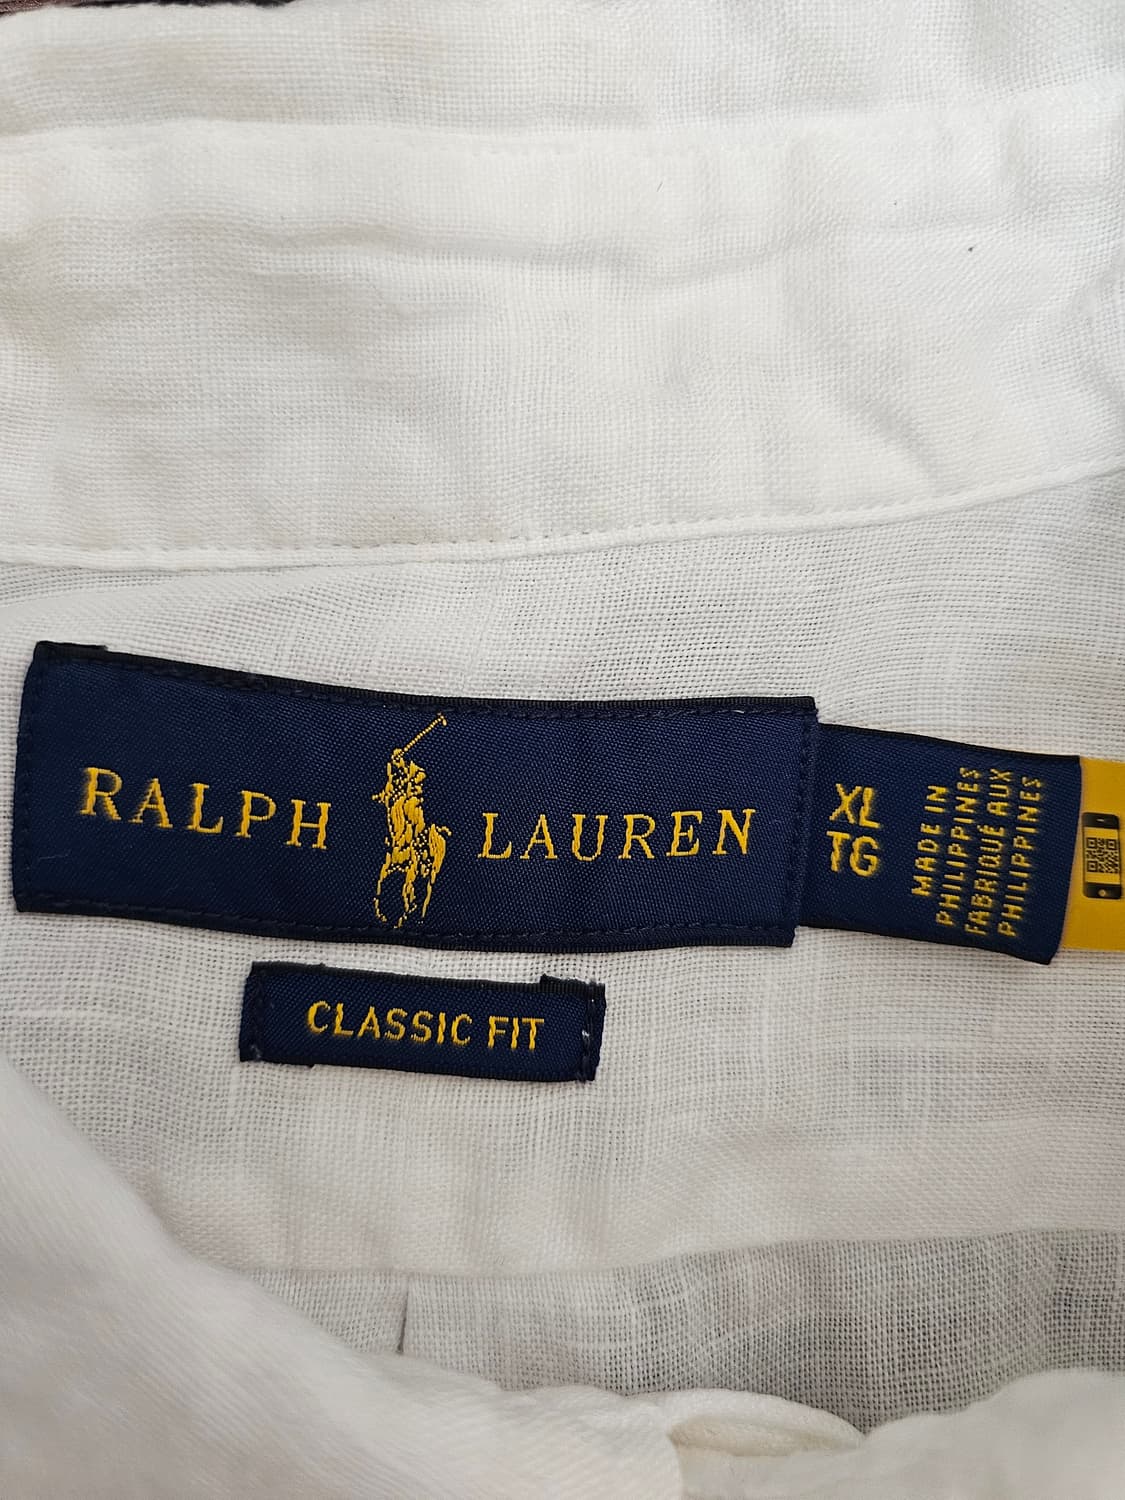 RALPH LAUREN
XL
TG
MADE IN
PHILIPPINES
FABRIQUÉ AUX
PHILIPPINES
CLASSIC FIT